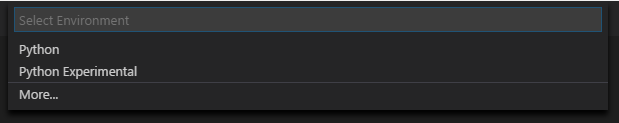 Select Environment
Python
Python Experimental
More...